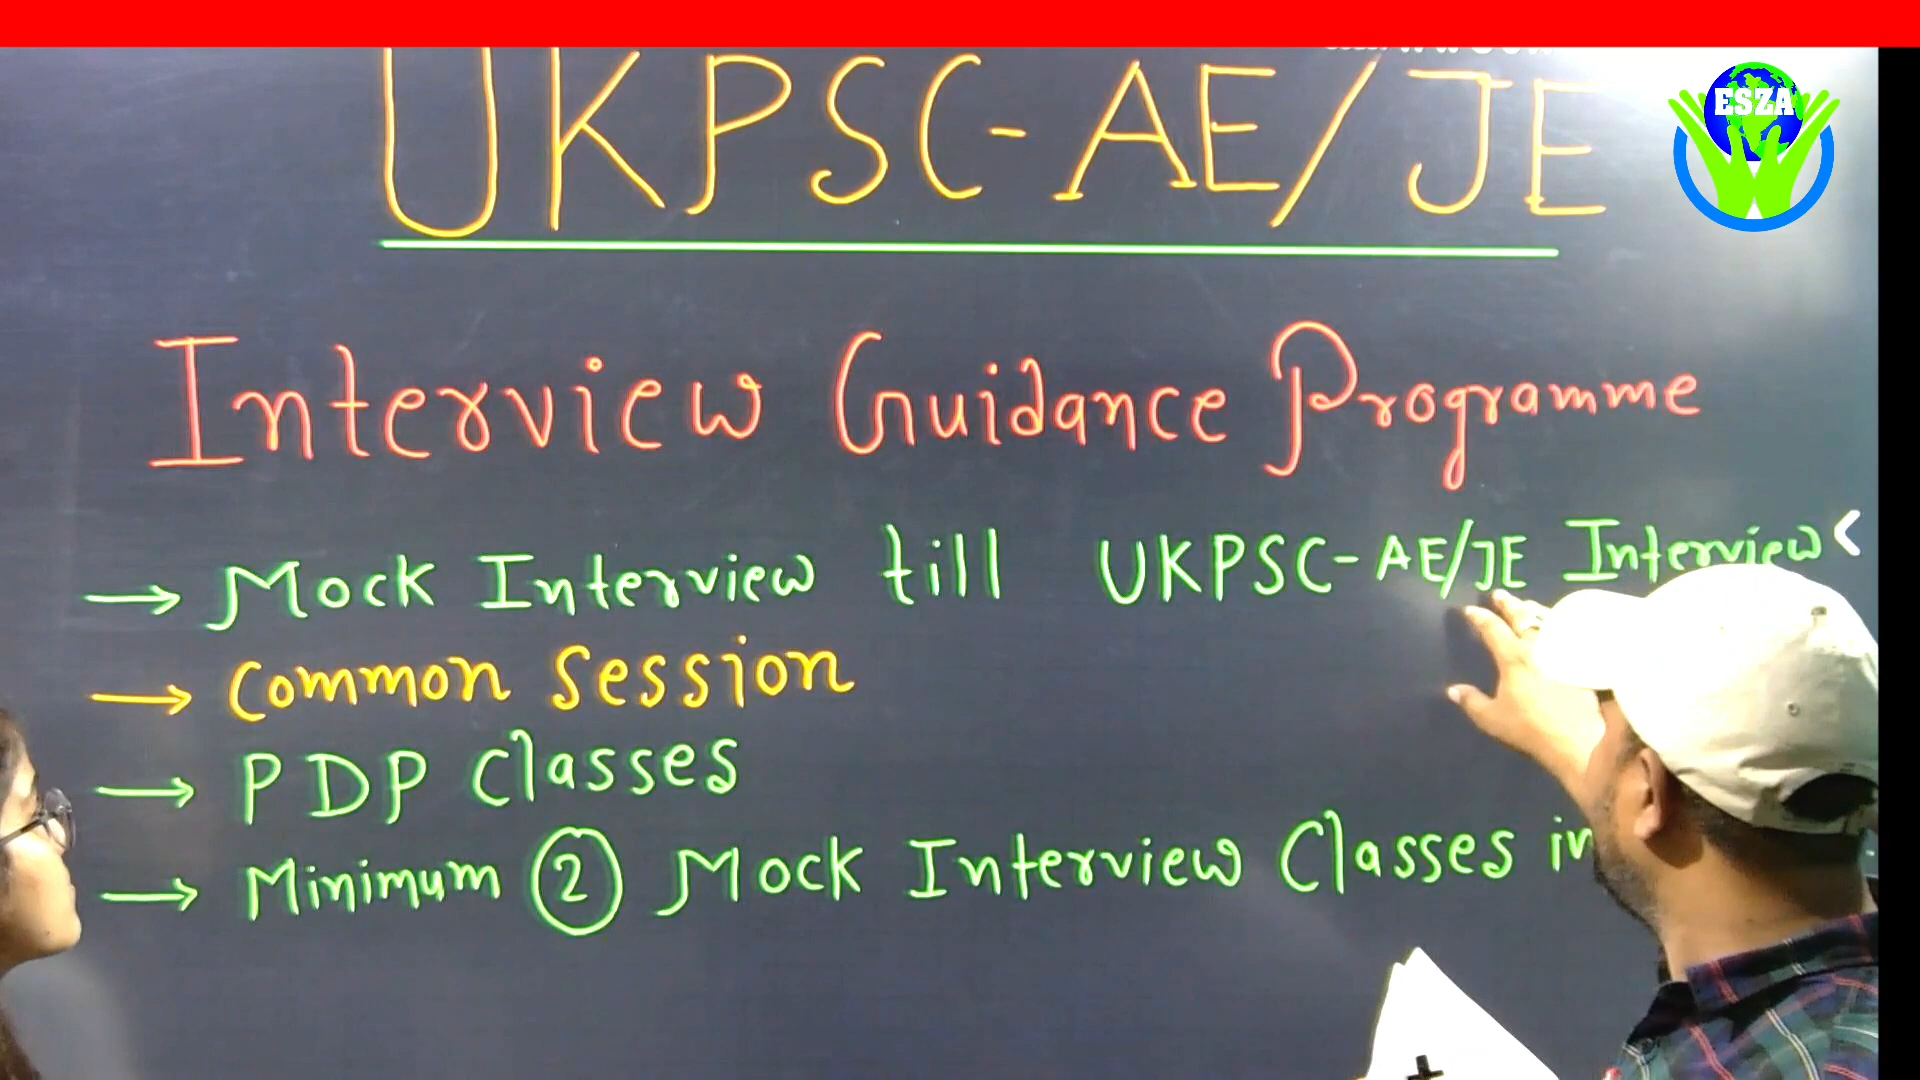 UKPSC-AE/JE
ESZA
Interview Guidance Programme
→ Mock Interview till UKPSC-AE/JE Interview
→ Common Session
→ PDP Classes
→ Minimum 2 Mock Interview Classes in